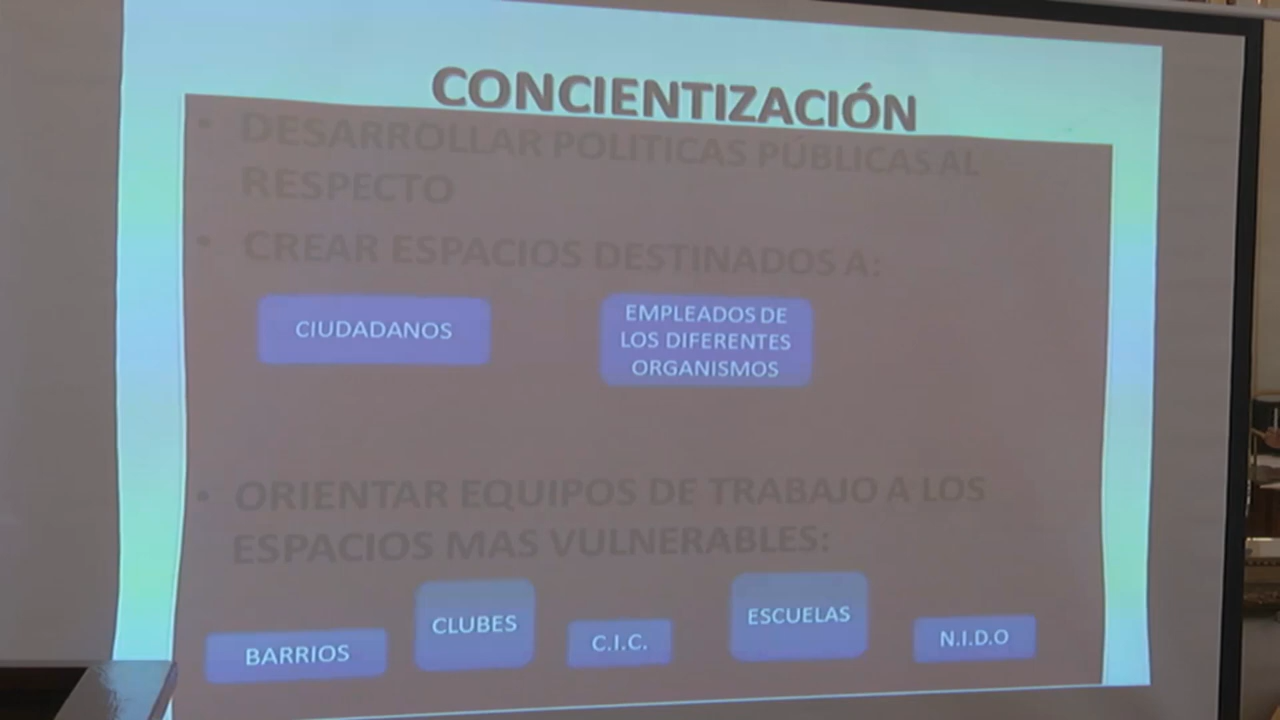 CONCIENTIZACIÓN
• DESARROLLAR POLITICAS PÚBLICAS AL
RESPECTO
• CREAR ESPACIOS DESTINADOS A:
CIUDADANOS
EMPLEADOS DE
LOS DIFERENTES
ORGANISMOS
• ORIENTAR EQUIPOS DE TRABAJO A LOS
ESPACIOS MAS VULNERABLES:
BARRIOS
CLUBES
C.I.C.
ESCUELAS
N.I.D.O